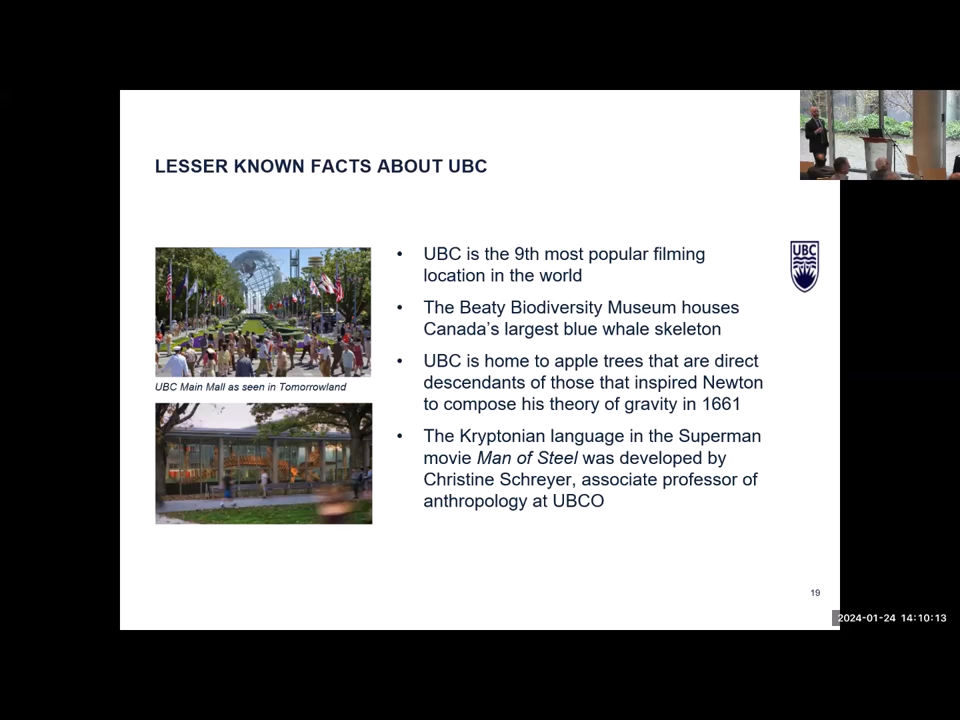 LESSER KNOWN FACTS ABOUT UBC
UBC Main Mall as seen in Tomorrowland
• UBC is the 9th most popular filming
location in the world
• The Beaty Biodiversity Museum houses
Canada's largest blue whale skeleton
• UBC is home to apple trees that are direct
descendants of those that inspired Newton
to compose his theory of gravity in 1661
• The Kryptonian language in the Superman
movie Man of Steel was developed by
Christine Schreyer, associate professor of
anthropology at UBCO
UBC
19
2024-01-24 14:10:13